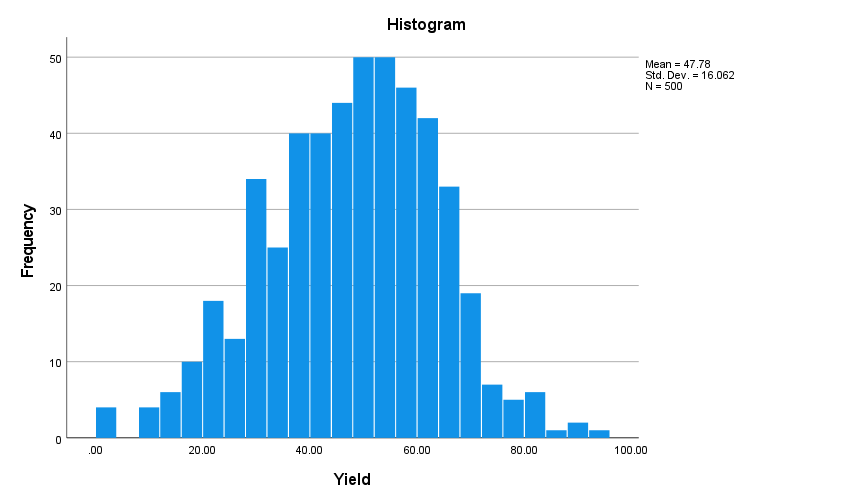 Histogram
Mean = 47.78
Std. Dev. = 16.062
N = 500
50
40
30
20
10
0
Frequency
.00
20.00
40.00
60.00
80.00
100.00
Yield